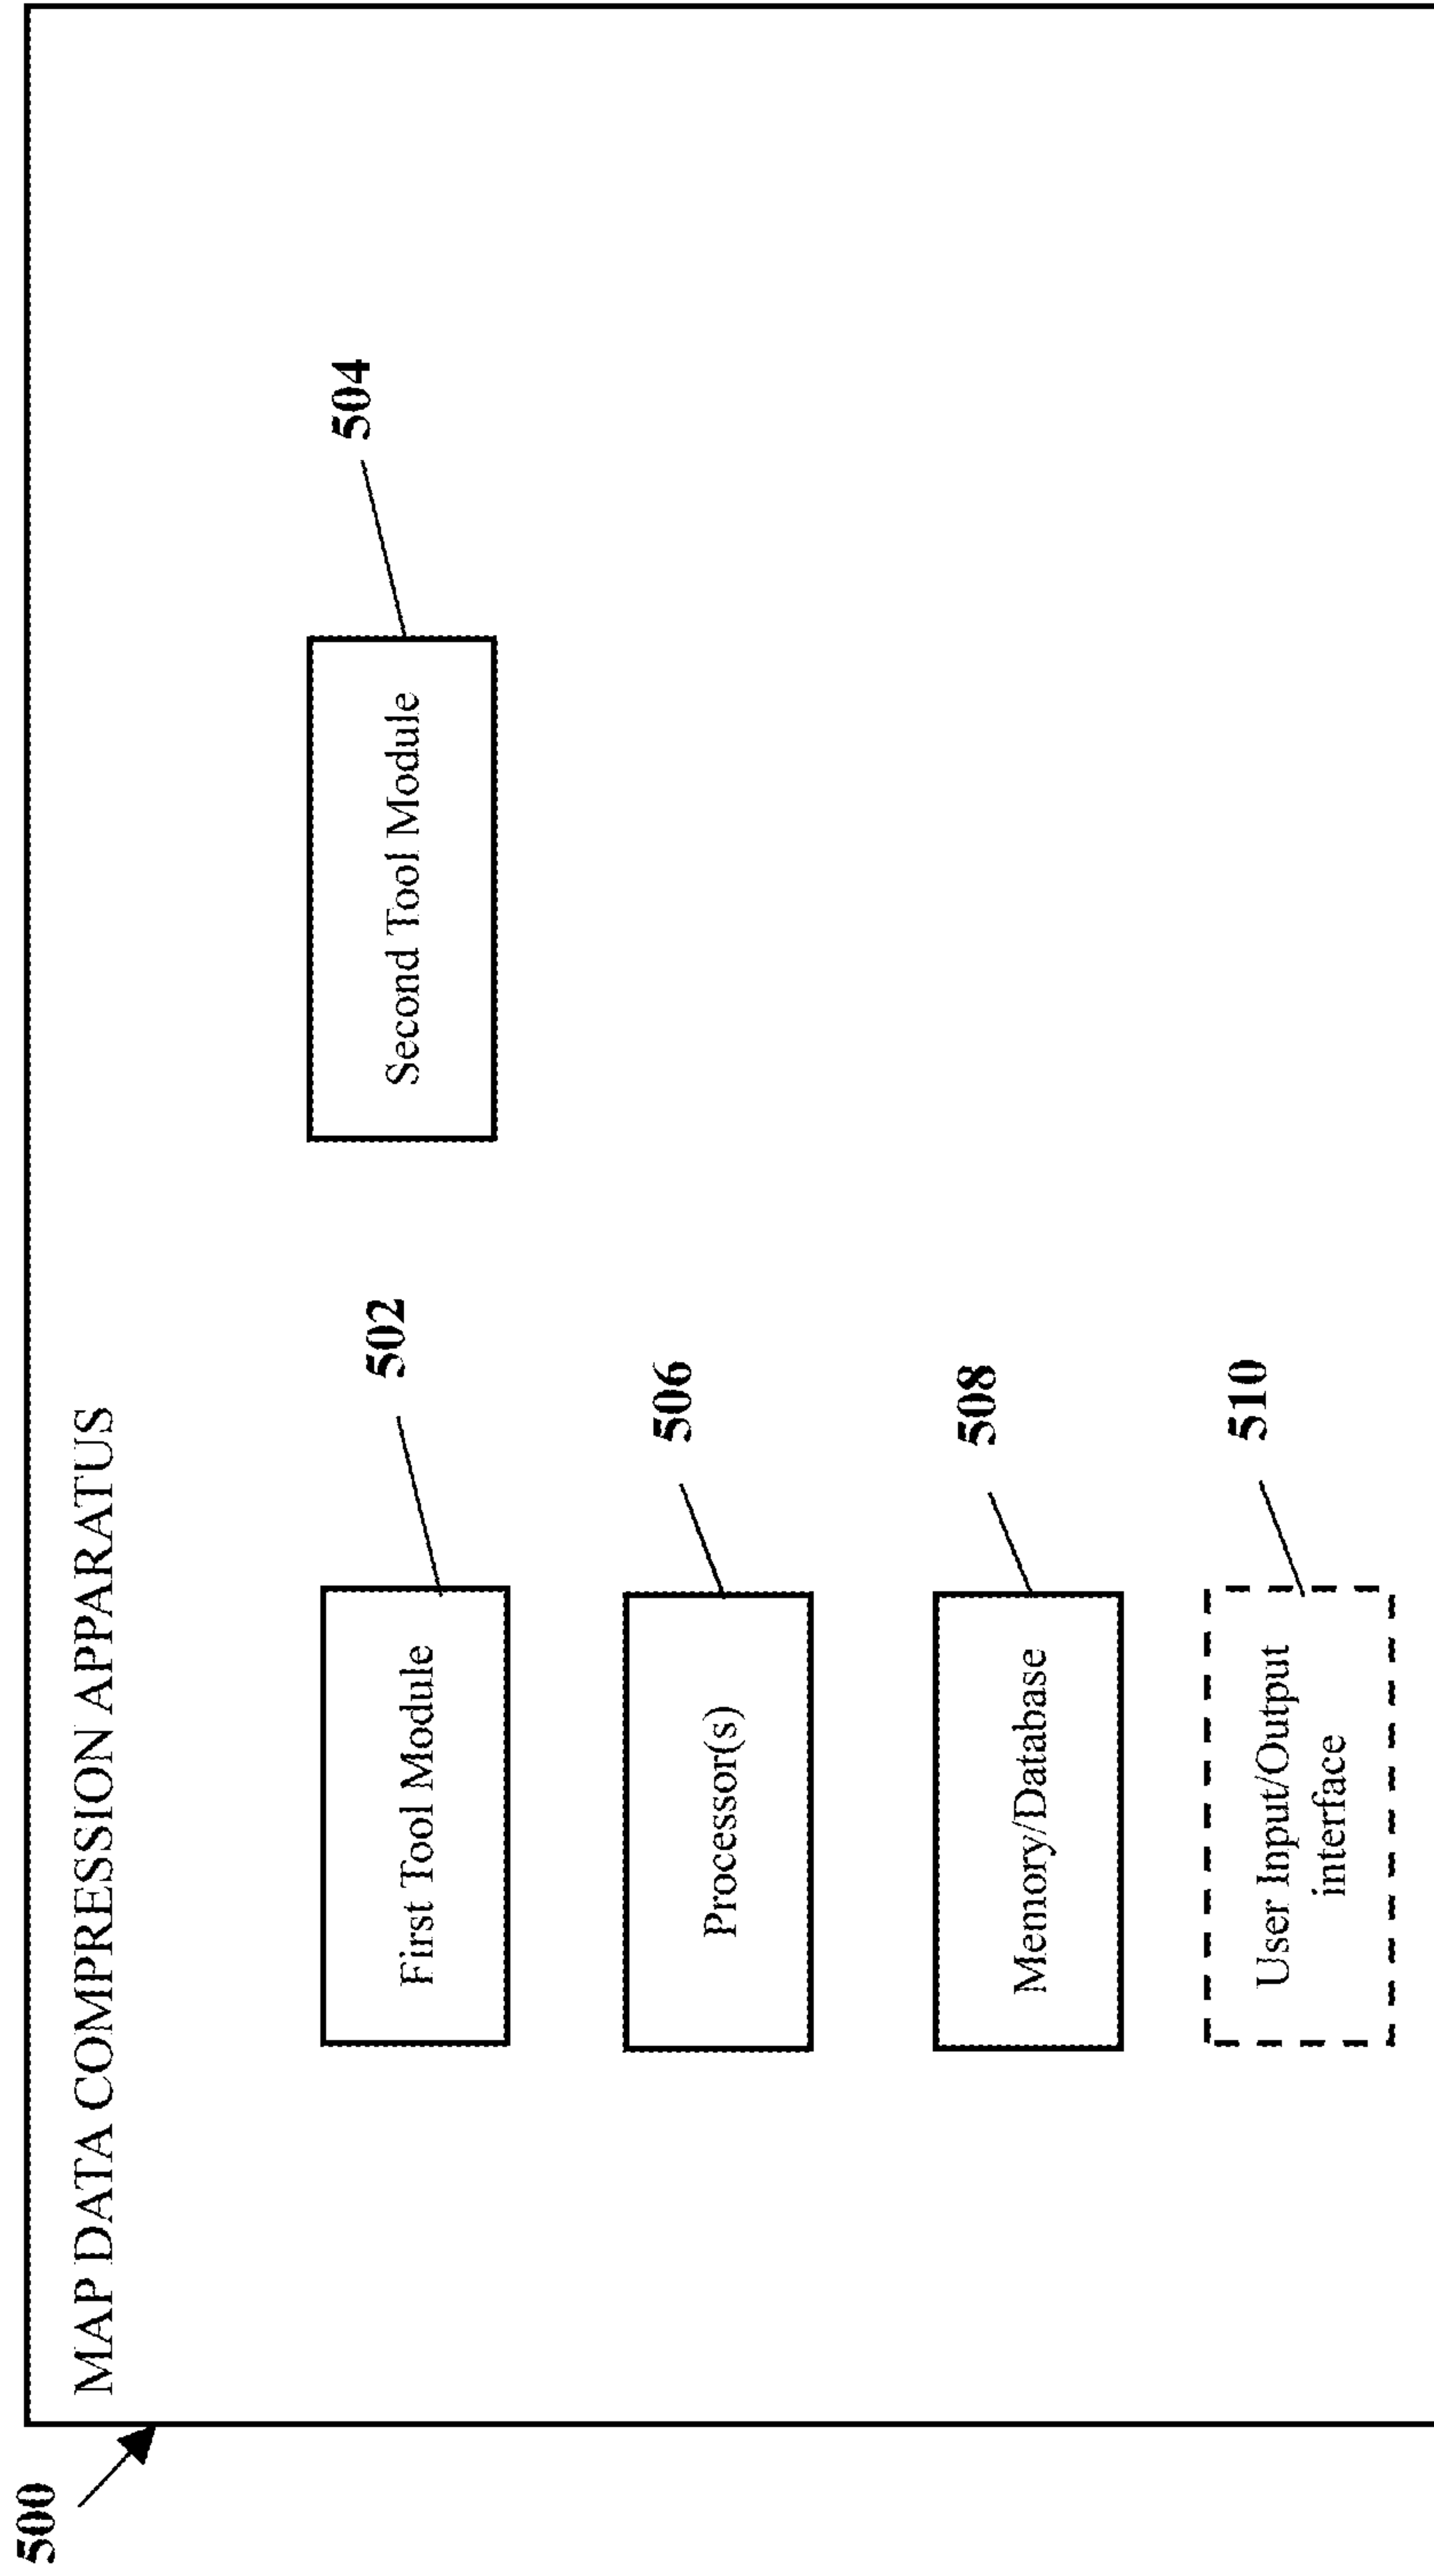 500
MAP DATA COMPRESSION APPARATUS
502
First Tool Module
504
Second Tool Module
506
Processor(s)
508
Memory/Database
510
User Input/Output
interface